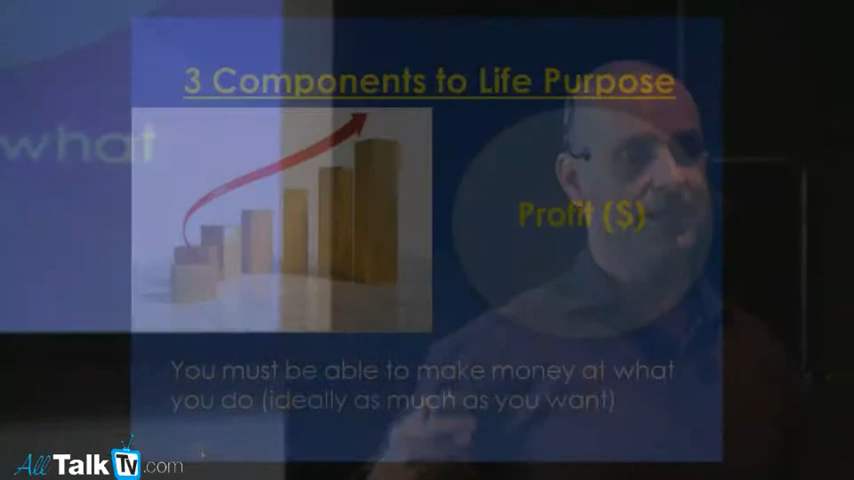 3 Components to Life Purpose
what
Profit ($)
You must be able to make money at what
you do (ideally as much as you want)
AllTalkTv.com